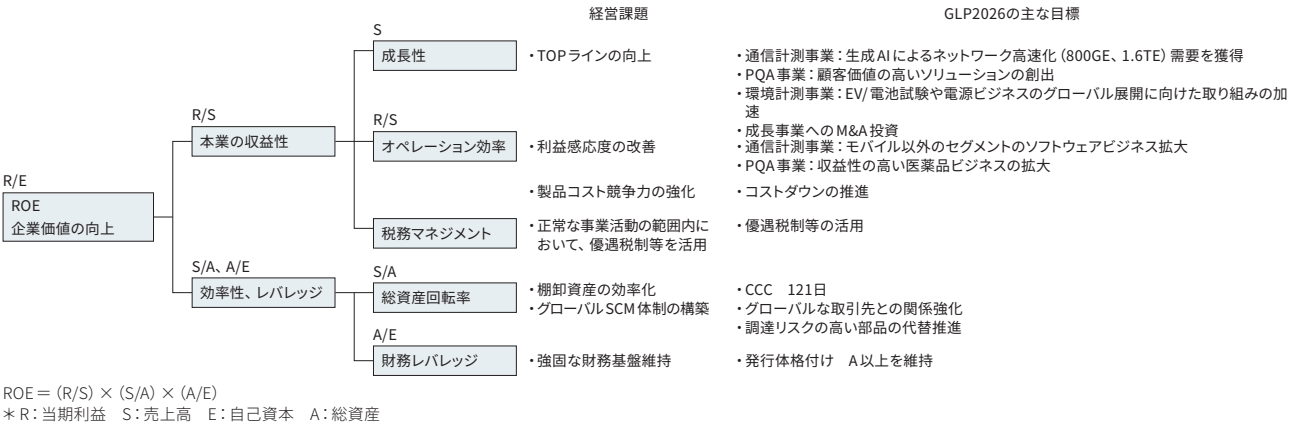 経営課題
GLP2026の主な目標
R/E
ROE
企業価値の向上
R/S
本業の収益性
S
成長性
・TOPラインの向上
・通信計測事業：生成AIによるネットワーク高速化（800GE、1.6TE）需要を獲得
・PQA事業：顧客価値の高いソリューションの創出
・環境計測事業：EV/電池試験や電源ビジネスのグローバル展開に向けた取り組みの加
速
・成長事業へのM&A投資
R/S
オペレーション効率
・利益感応度の改善
・通信計測事業：モバイル以外のセグメントのソフトウェアビジネス拡大
・PQA事業：収益性の高い医薬品ビジネスの拡大
・製品コスト競争力の強化
・コストダウンの推進
税務マネジメント
・正常な事業活動の範囲内に
おいて、優遇税制等を活用
・優遇税制等の活用
S/A、A/E
効率性、レバレッジ
S/A
総資産回転率
・棚卸資産の効率化
・グローバルSCM体制の構築
・CCC　121日
・グローバルな取引先との関係強化
・調達リスクの高い部品の代替推進
A/E
財務レバレッジ
・強固な財務基盤維持
・発行体格付け　A以上を維持
ROE＝（R/S）×（S/A）×（A/E）
＊R：当期利益　S：売上高　E：自己資本　A：総資産